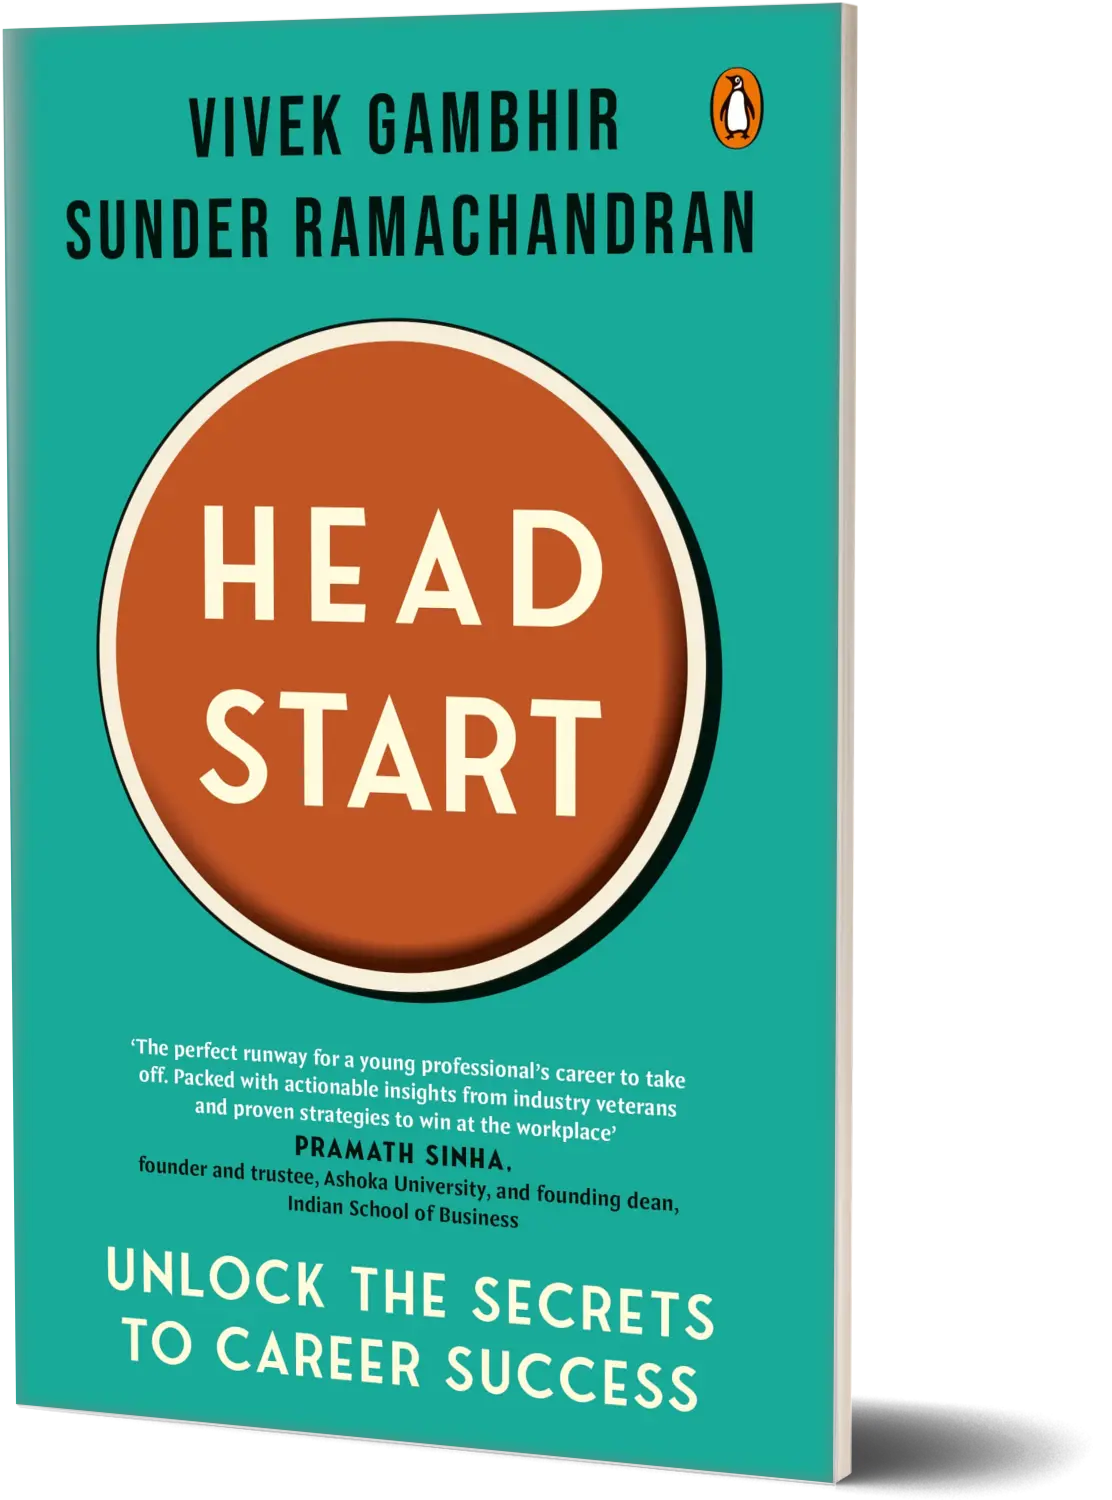 VIVEK GAMBHIR
SUNDER RAMACHANDRAN
HEAD
START
‘The perfect runway for a young professional’s career to take
off. Packed with actionable insights from industry veterans
and proven strategies to win at the workplace’
PRAMATH SINHA,
founder and trustee, Ashoka University, and founding dean,
Indian School of Business
UNLOCK THE SECRETS
TO CAREER SUCCESS